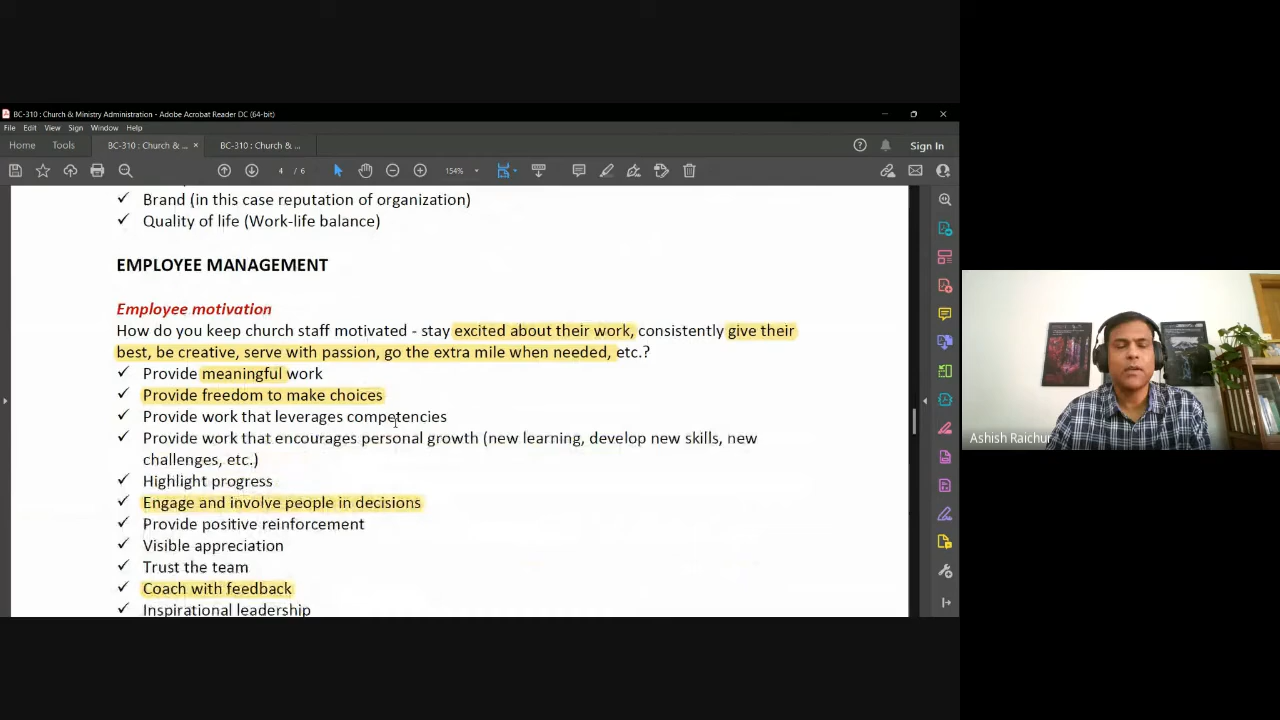 BC-310 : Church & Ministry Administration - Adobe Acrobat Reader DC (64-bit)
File Edit View Sign Window Help
Home Tools BC-310 : Church & ... × BC-310 : Church & ... Sign In
4 / 6 154%
✓ Brand (in this case reputation of organization)
✓ Quality of life (Work-life balance)
EMPLOYEE MANAGEMENT
Employee motivation
How do you keep church staff motivated - stay excited about their work, consistently give their
best, be creative, serve with passion, go the extra mile when needed, etc.?
✓ Provide meaningful work
✓ Provide freedom to make choices
✓ Provide work that leverages competencies
✓ Provide work that encourages personal growth (new learning, develop new skills, new
challenges, etc.)
✓ Highlight progress
✓ Engage and involve people in decisions
✓ Provide positive reinforcement
✓ Visible appreciation
✓ Trust the team
✓ Coach with feedback
✓ Inspirational leadership
Ashish Raichur